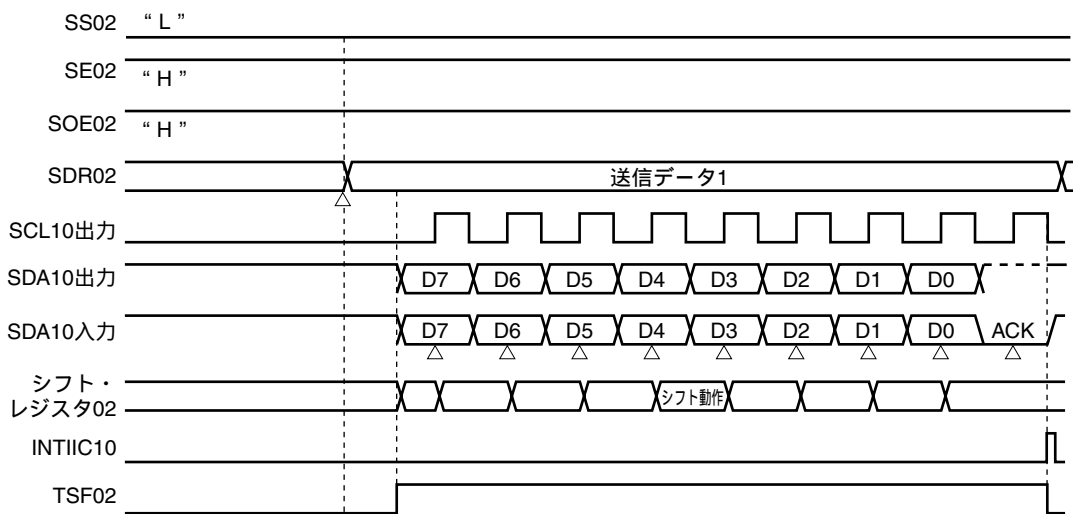 SS02 “ L ”
SE02 “ H ”
SOE02 “ H ”
SDR02 送信データ1
SCL10出力
SDA10出力 D7 D6 D5 D4 D3 D2 D1 D0
SDA10入力 D7 D6 D5 D4 D3 D2 D1 D0 ACK
シフト・
レジスタ02 シフト動作
INTIIC10
TSF02